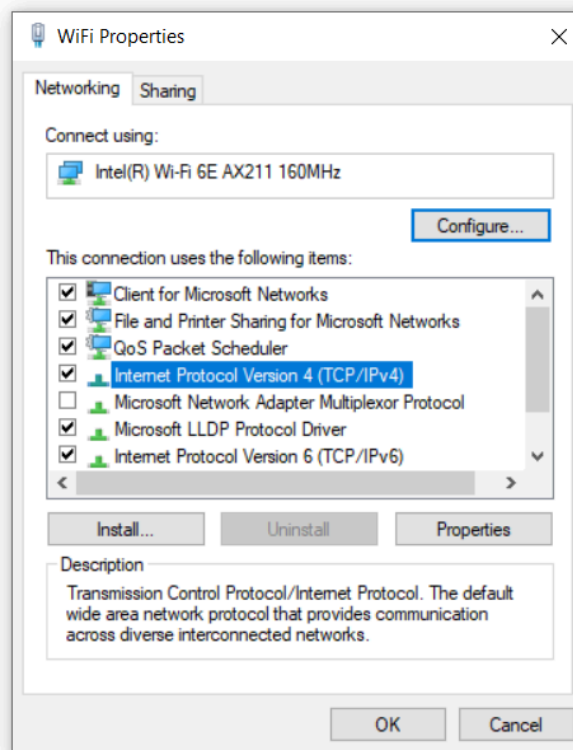 WiFi Properties
Networking
Sharing
Connect using:
Intel(R) Wi-Fi 6E AX211 160MHz
Configure...
This connection uses the following items:
Client for Microsoft Networks
File and Printer Sharing for Microsoft Networks
QoS Packet Scheduler
Internet Protocol Version 4 (TCP/IPv4)
Microsoft Network Adapter Multiplexor Protocol
Microsoft LLDP Protocol Driver
Internet Protocol Version 6 (TCP/IPv6)
Install...
Uninstall
Properties
Description
Transmission Control Protocol/Internet Protocol. The default
wide area network protocol that provides communication
across diverse interconnected networks.
OK
Cancel